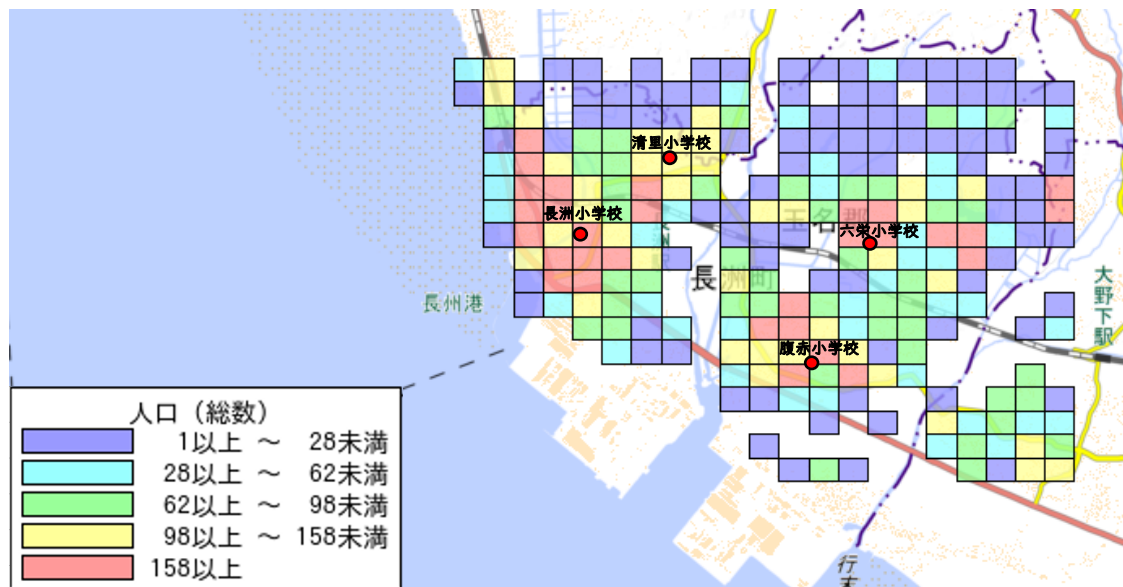 清里小学校
長洲小学校
玉名郡
六栄小学校
長洲町
大野下駅
長州港
腹赤小学校
人口（総数）
1以上 ～ 28未満
28以上 ～ 62未満
62以上 ～ 98未満
98以上 ～ 158未満
158以上
行末